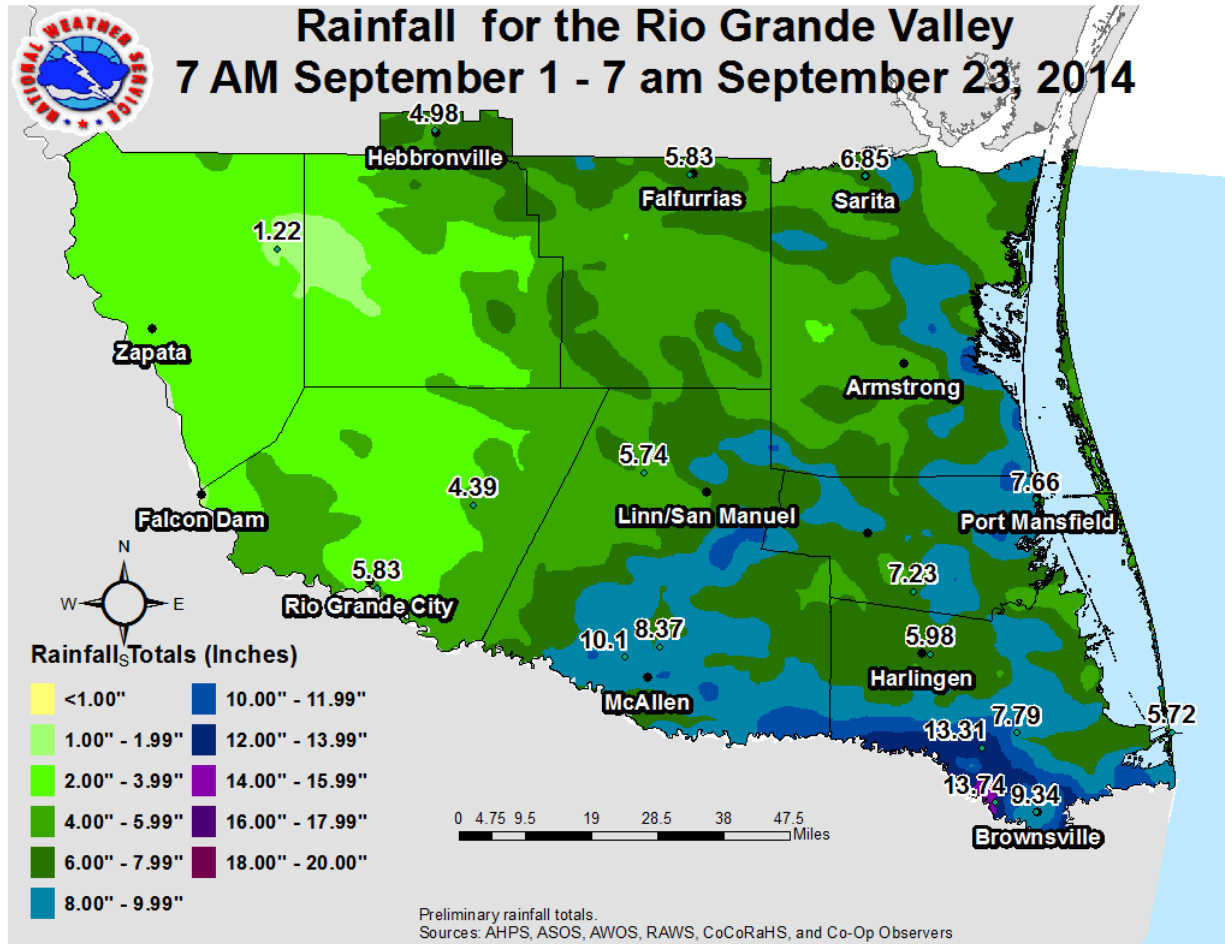 Rainfall for the Rio Grande Valley
7 AM September 1 - 7 am September 23, 2014
NATIONAL WEATHER SERVICE
4.98
Hebbronville
5.83
Falfurrias
6.85
Sarita
1.22
Zapata
Armstrong
5.74
4.39
7.66
Linn/San Manuel
Port Mansfield
Falcon Dam
5.83
Rio Grande City
7.23
10.1
8.37
5.98
Harlingen
McAllen
13.31
7.79
5.72
13.74
9.34
Brownsville
N
W
E
S
Rainfall Totals (Inches)
<1.00"
1.00" - 1.99"
2.00" - 3.99"
4.00" - 5.99"
6.00" - 7.99"
8.00" - 9.99"
10.00" - 11.99"
12.00" - 13.99"
14.00" - 15.99"
16.00" - 17.99"
18.00" - 20.00"
0 4.75 9.5 19 28.5 38 47.5
Miles
Preliminary rainfall totals.
Sources: AHPS, ASOS, AWOS, RAWS, CoCoRaHS, and Co-Op Observers